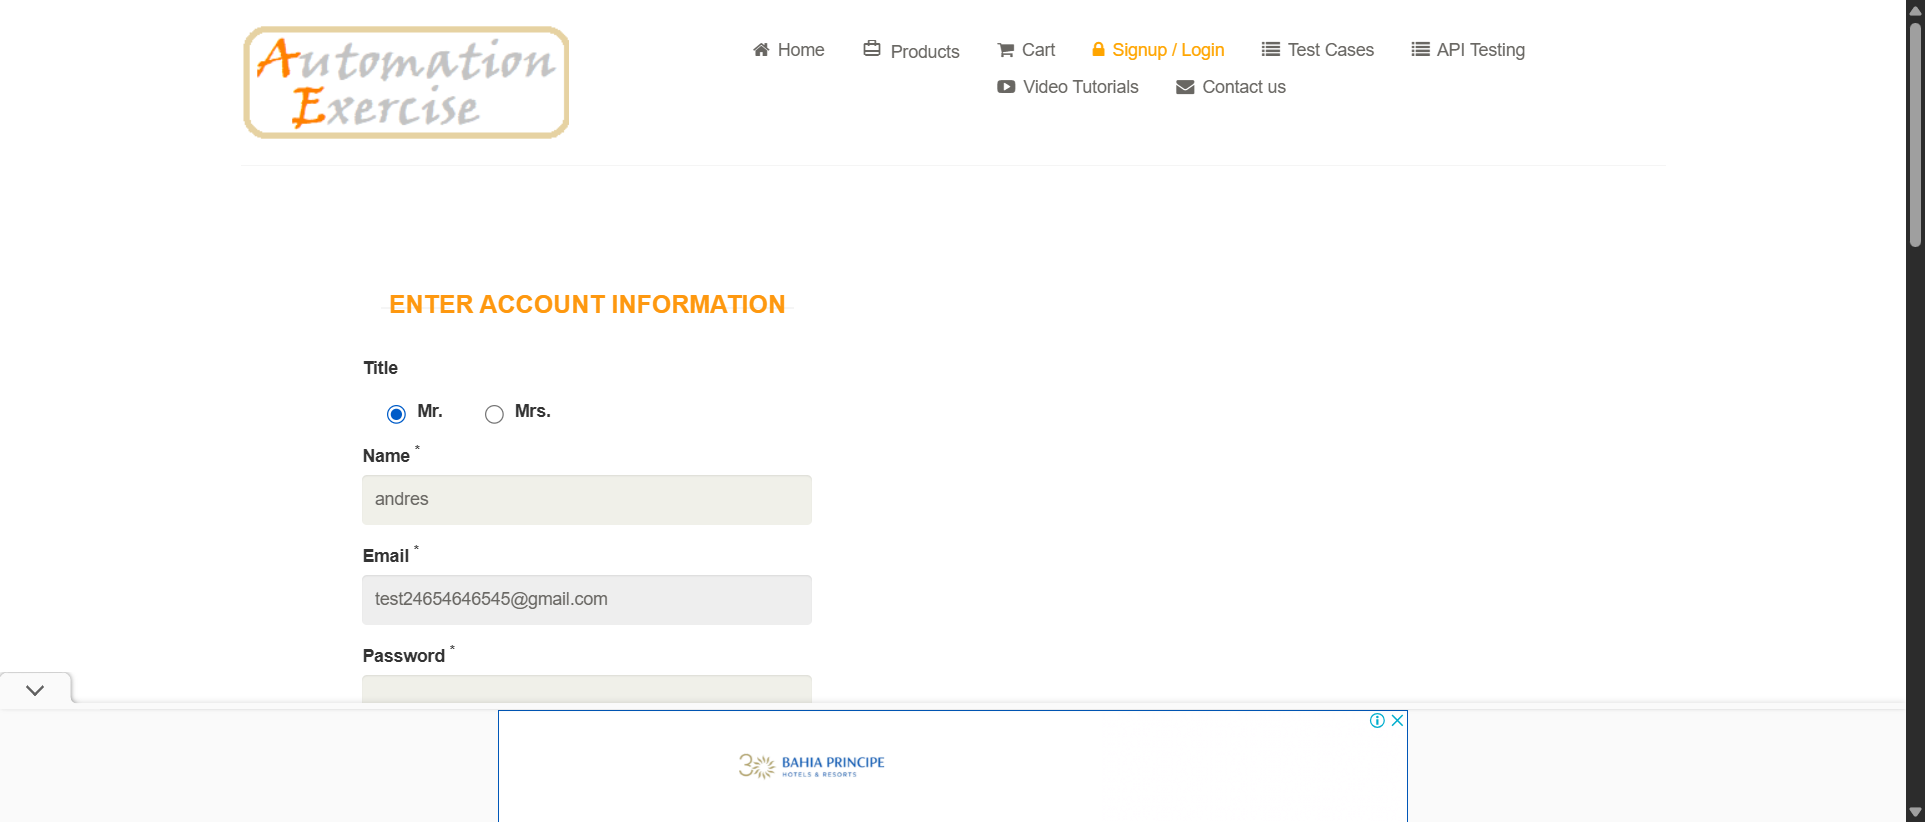 Automation
Exercise
Home
Products
Cart
Signup / Login
Test Cases
API Testing
Video Tutorials
Contact us
ENTER ACCOUNT INFORMATION
Title
Mr.
Mrs.
Name *
andres
Email *
test24654646545@gmail.com
Password *
30 BAHIA PRINCIPE
HOTELS & RESORTS